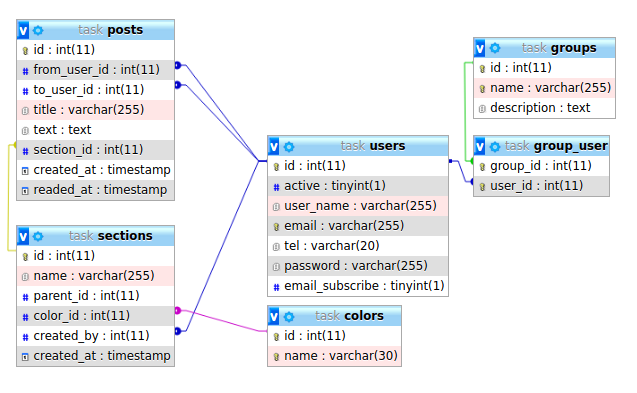 task posts
id : int(11)
from_user_id : int(11)
to_user_id : int(11)
title : varchar(255)
text : text
section_id : int(11)
created_at : timestamp
readed_at : timestamp
task sections
id : int(11)
name : varchar(255)
parent_id : int(11)
color_id : int(11)
created_by : int(11)
created_at : timestamp
task users
id : int(11)
active : tinyint(1)
user_name : varchar(255)
email : varchar(255)
tel : varchar(20)
password : varchar(255)
email_subscribe : tinyint(1)
task colors
id : int(11)
name : varchar(30)
task groups
id : int(11)
name : varchar(255)
description : text
task group_user
group_id : int(11)
user_id : int(11)